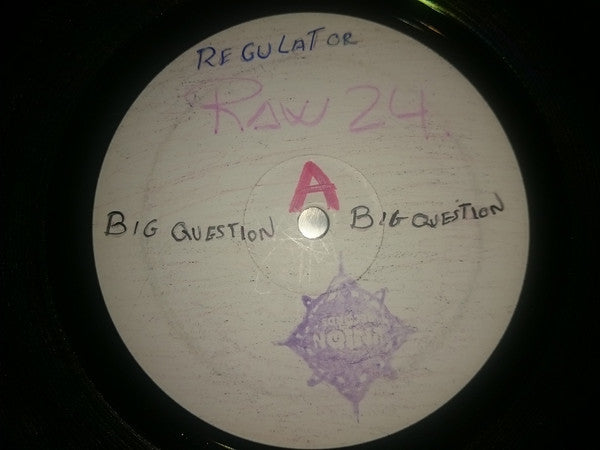 REGULATOR
RAW 24
A
BIG QUESTION BIG QUESTION